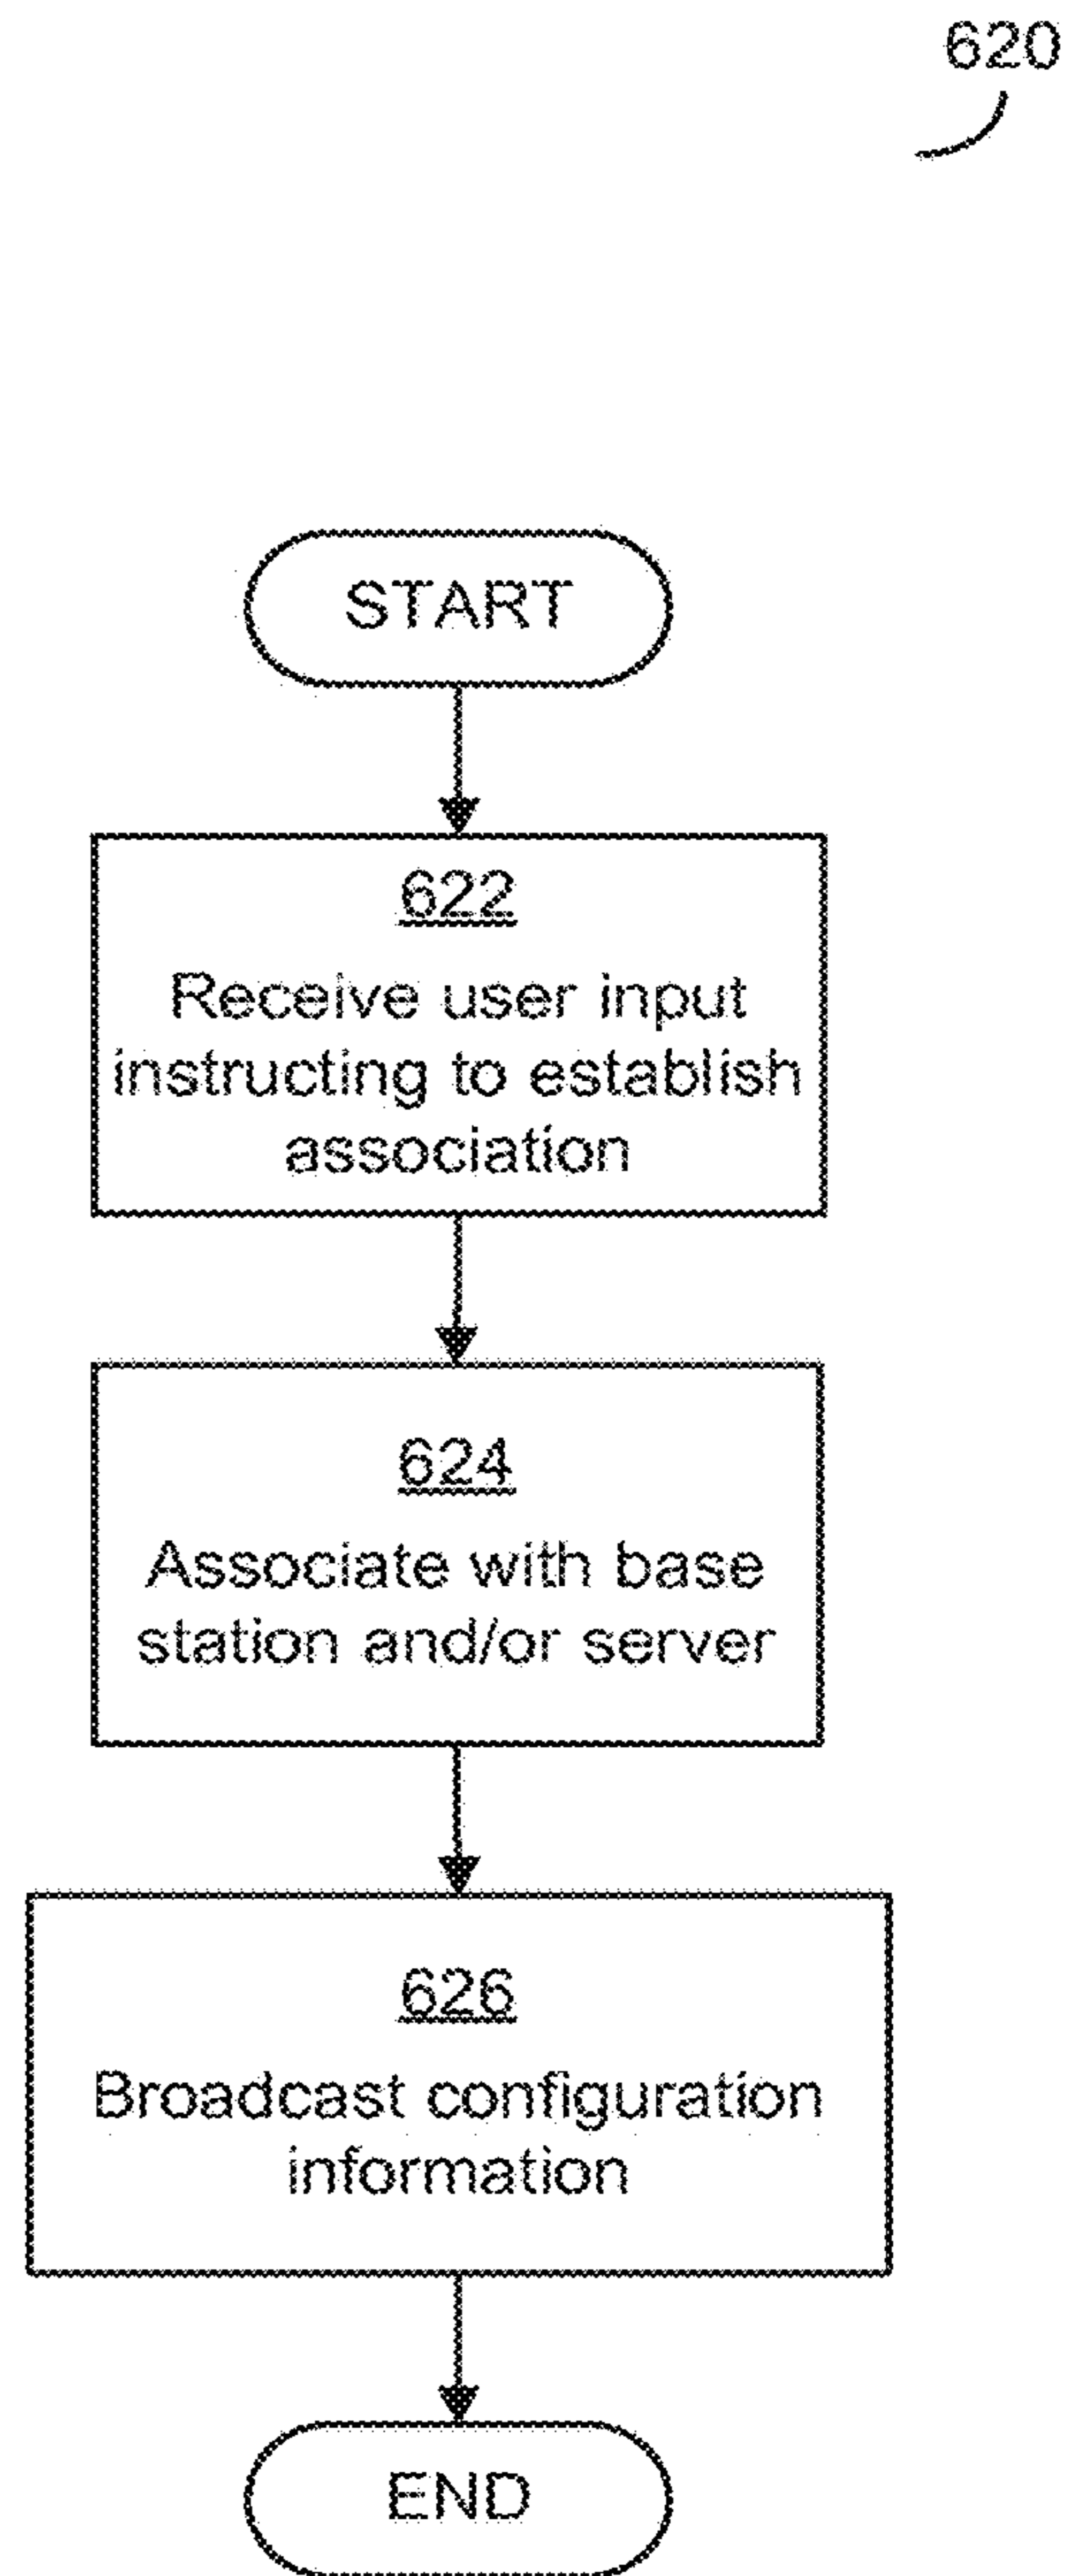 620
START
622
Receive user input
instructing to establish
association
624
Associate with base
station and/or server
626
Broadcast configuration
information
END